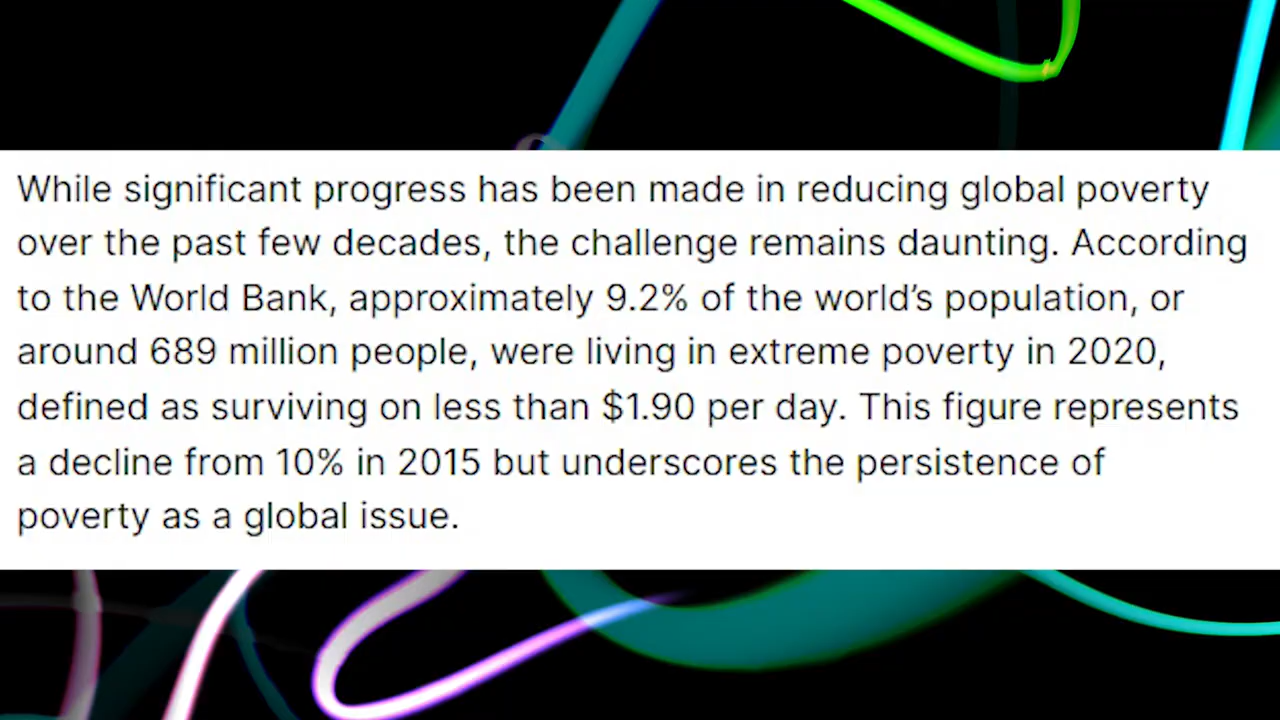 While significant progress has been made in reducing global poverty
over the past few decades, the challenge remains daunting. According
to the World Bank, approximately 9.2% of the world’s population, or
around 689 million people, were living in extreme poverty in 2020,
defined as surviving on less than $1.90 per day. This figure represents
a decline from 10% in 2015 but underscores the persistence of
poverty as a global issue.